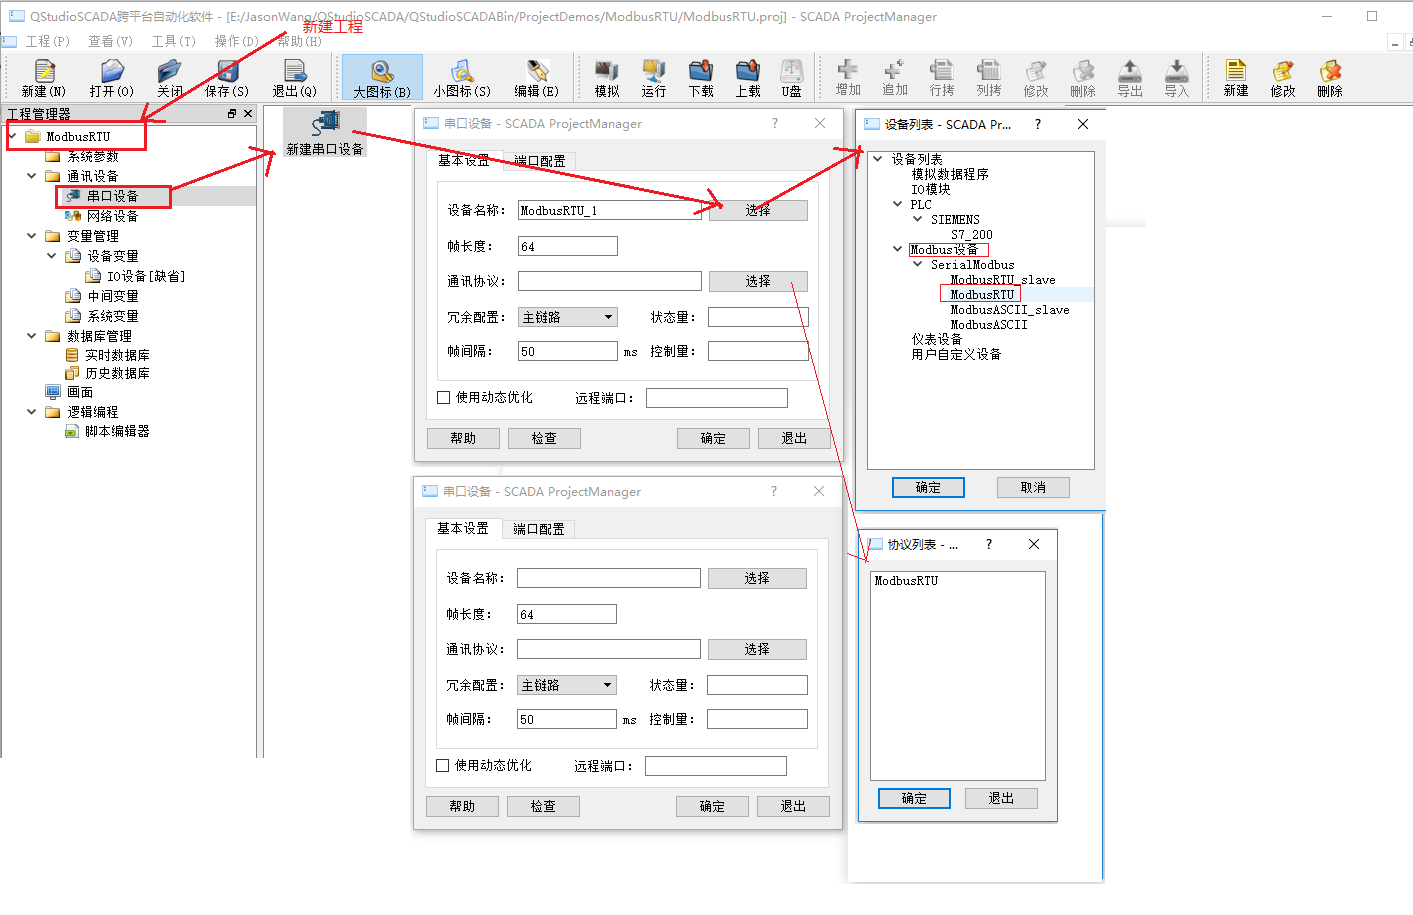 QStudioSCADA跨平台自动化软件 - [E:/JasonWang/QStudioSCADA/QStudioSCADABin/ProjectDemos/ModbusRTU/ModbusRTU.proj] - SCADA ProjectManager
新建工程
工程(P) 查看(V) 工具(T) 操作(D) 帮助(H)
新建(N) 打开(O) 关闭 保存(S) 退出(Q) 大图标(B) 小图标(S) 编辑(E) 模拟 运行 下载 上载 U盘 增加 追加 行拷 列拷 修改 删除 导出 导入 新建 修改 删除
工程管理器
ModbusRTU
系统参数
通讯设备
串口设备
网络设备
变量管理
设备变量
IO设备[缺省]
中间变量
系统变量
数据库管理
实时数据库
历史数据库
画面
逻辑编程
脚本编辑器
新建串口设备
串口设备 - SCADA ProjectManager ?
基本设置 端口配置
设备名称: ModbusRTU_1 选择
帧长度: 64
通讯协议: 选择
冗余配置: 主链路 状态量:
帧间隔: 50 ms 控制量:
使用动态优化 远程端口:
帮助 检查 确定 退出
串口设备 - SCADA ProjectManager ?
基本设置 端口配置
设备名称: 选择
帧长度: 64
通讯协议: 选择
冗余配置: 主链路 状态量:
帧间隔: 50 ms 控制量:
使用动态优化 远程端口:
帮助 检查 确定 退出
设备列表 - SCADA Pr... ?
设备列表
模拟数据程序
IO模块
PLC
SIEMENS
S7_200
Modbus设备
SerialModbus
ModbusRTU_slave
ModbusRTU
ModbusASCII_slave
ModbusASCII
仪表设备
用户自定义设备
确定 取消
协议列表 - ... ?
ModbusRTU
确定 退出